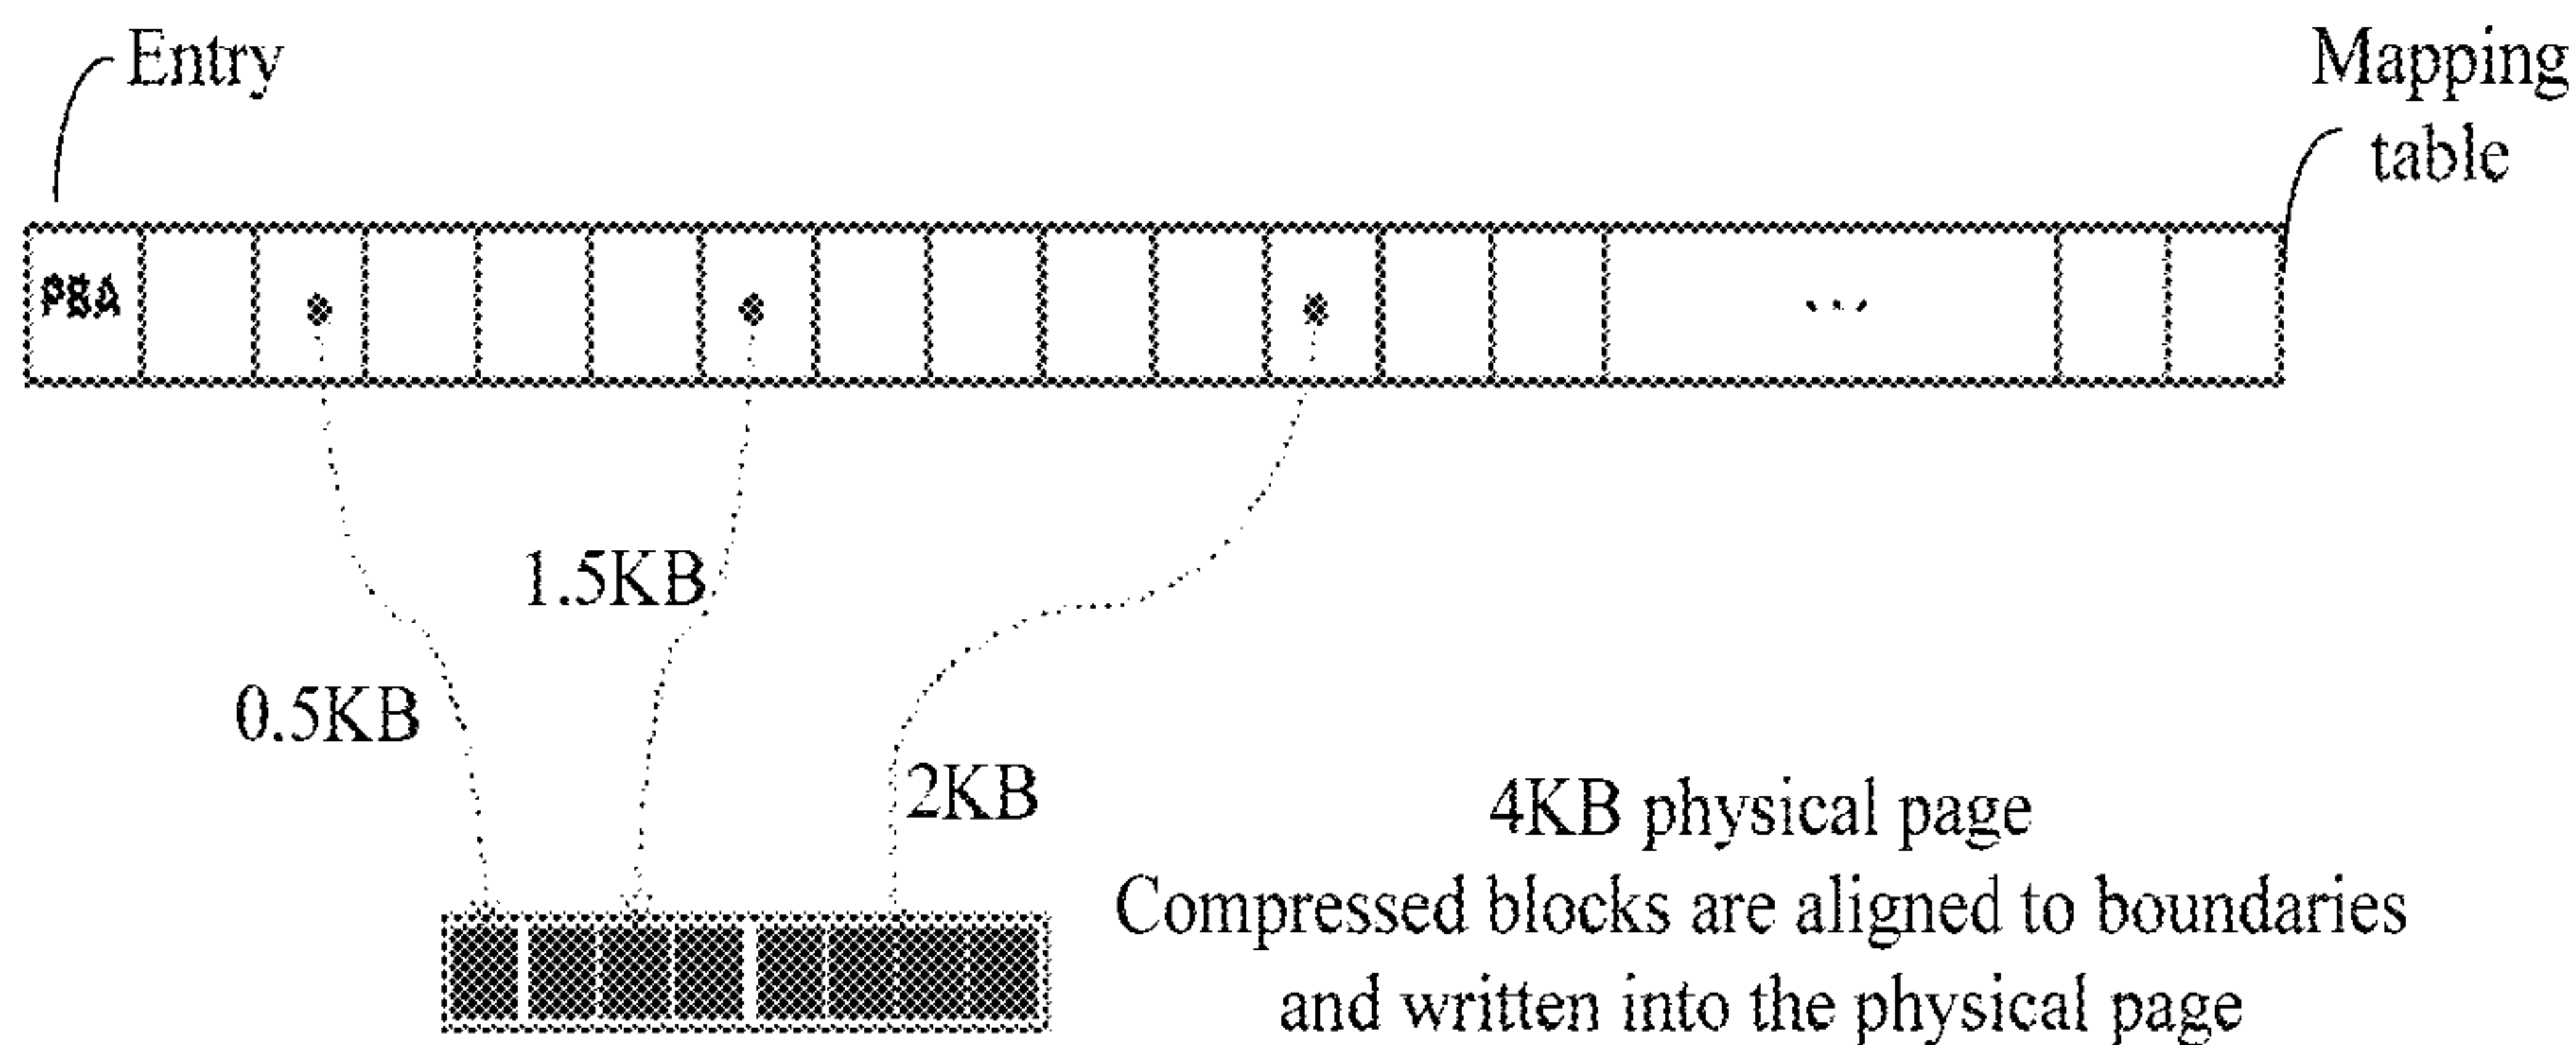 Entry
Mapping
table
PBA
...
1.5KB
0.5KB
2KB
4KB physical page
Compressed blocks are aligned to boundaries
and written into the physical page